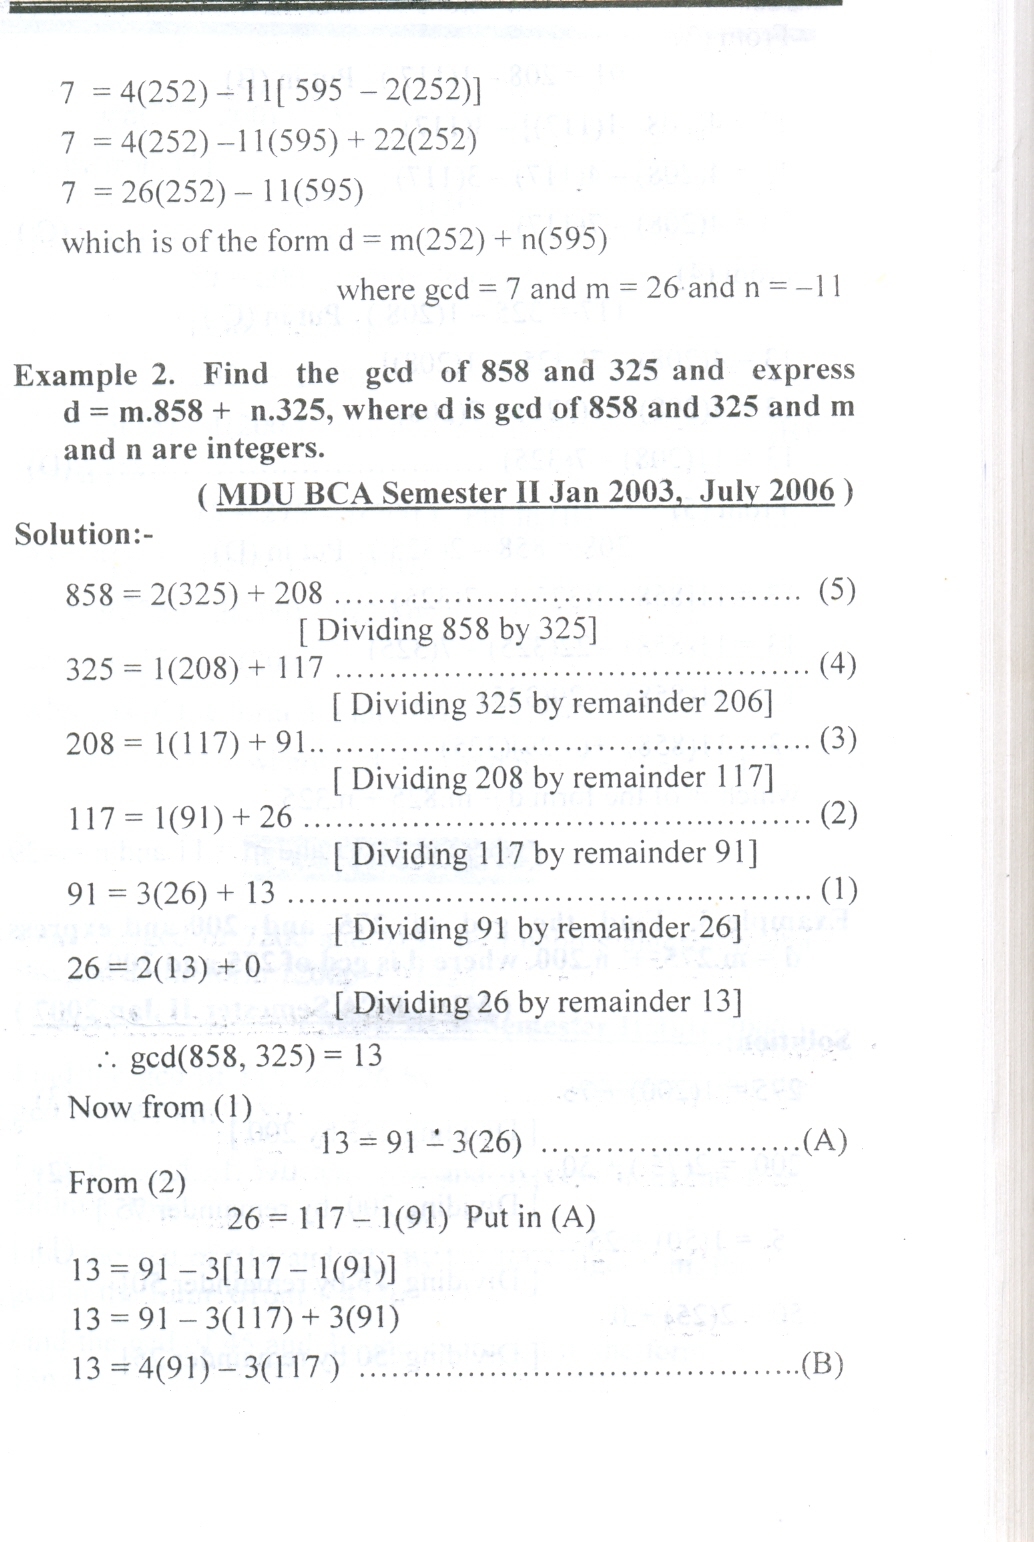 7 = 4(252) – 11[ 595 – 2(252)]
7 = 4(252) –11(595) + 22(252)
7 = 26(252) – 11(595)
which is of the form d = m(252) + n(595)
where gcd = 7 and m = 26 and n = –11
Example 2. Find the gcd of 858 and 325 and express
d = m.858 + n.325, where d is gcd of 858 and 325 and m
and n are integers.
( MDU BCA Semester II Jan 2003, July 2006 )
Solution:-
858 = 2(325) + 208 .......................................... (5)
[ Dividing 858 by 325]
325 = 1(208) + 117 .......................................... (4)
[ Dividing 325 by remainder 206]
208 = 1(117) + 91.. .......................................... (3)
[ Dividing 208 by remainder 117]
117 = 1(91) + 26 ............................................. (2)
[ Dividing 117 by remainder 91]
91 = 3(26) + 13 .............................................. (1)
[ Dividing 91 by remainder 26]
26 = 2(13) + 0
[ Dividing 26 by remainder 13]
∴ gcd(858, 325) = 13
Now from (1)
13 = 91 – 3(26) .......................(A)
From (2)
26 = 117 – 1(91) Put in (A)
13 = 91 – 3[117 – 1(91)]
13 = 91 – 3(117) + 3(91)
13 = 4(91) – 3(117) .......................................(B)